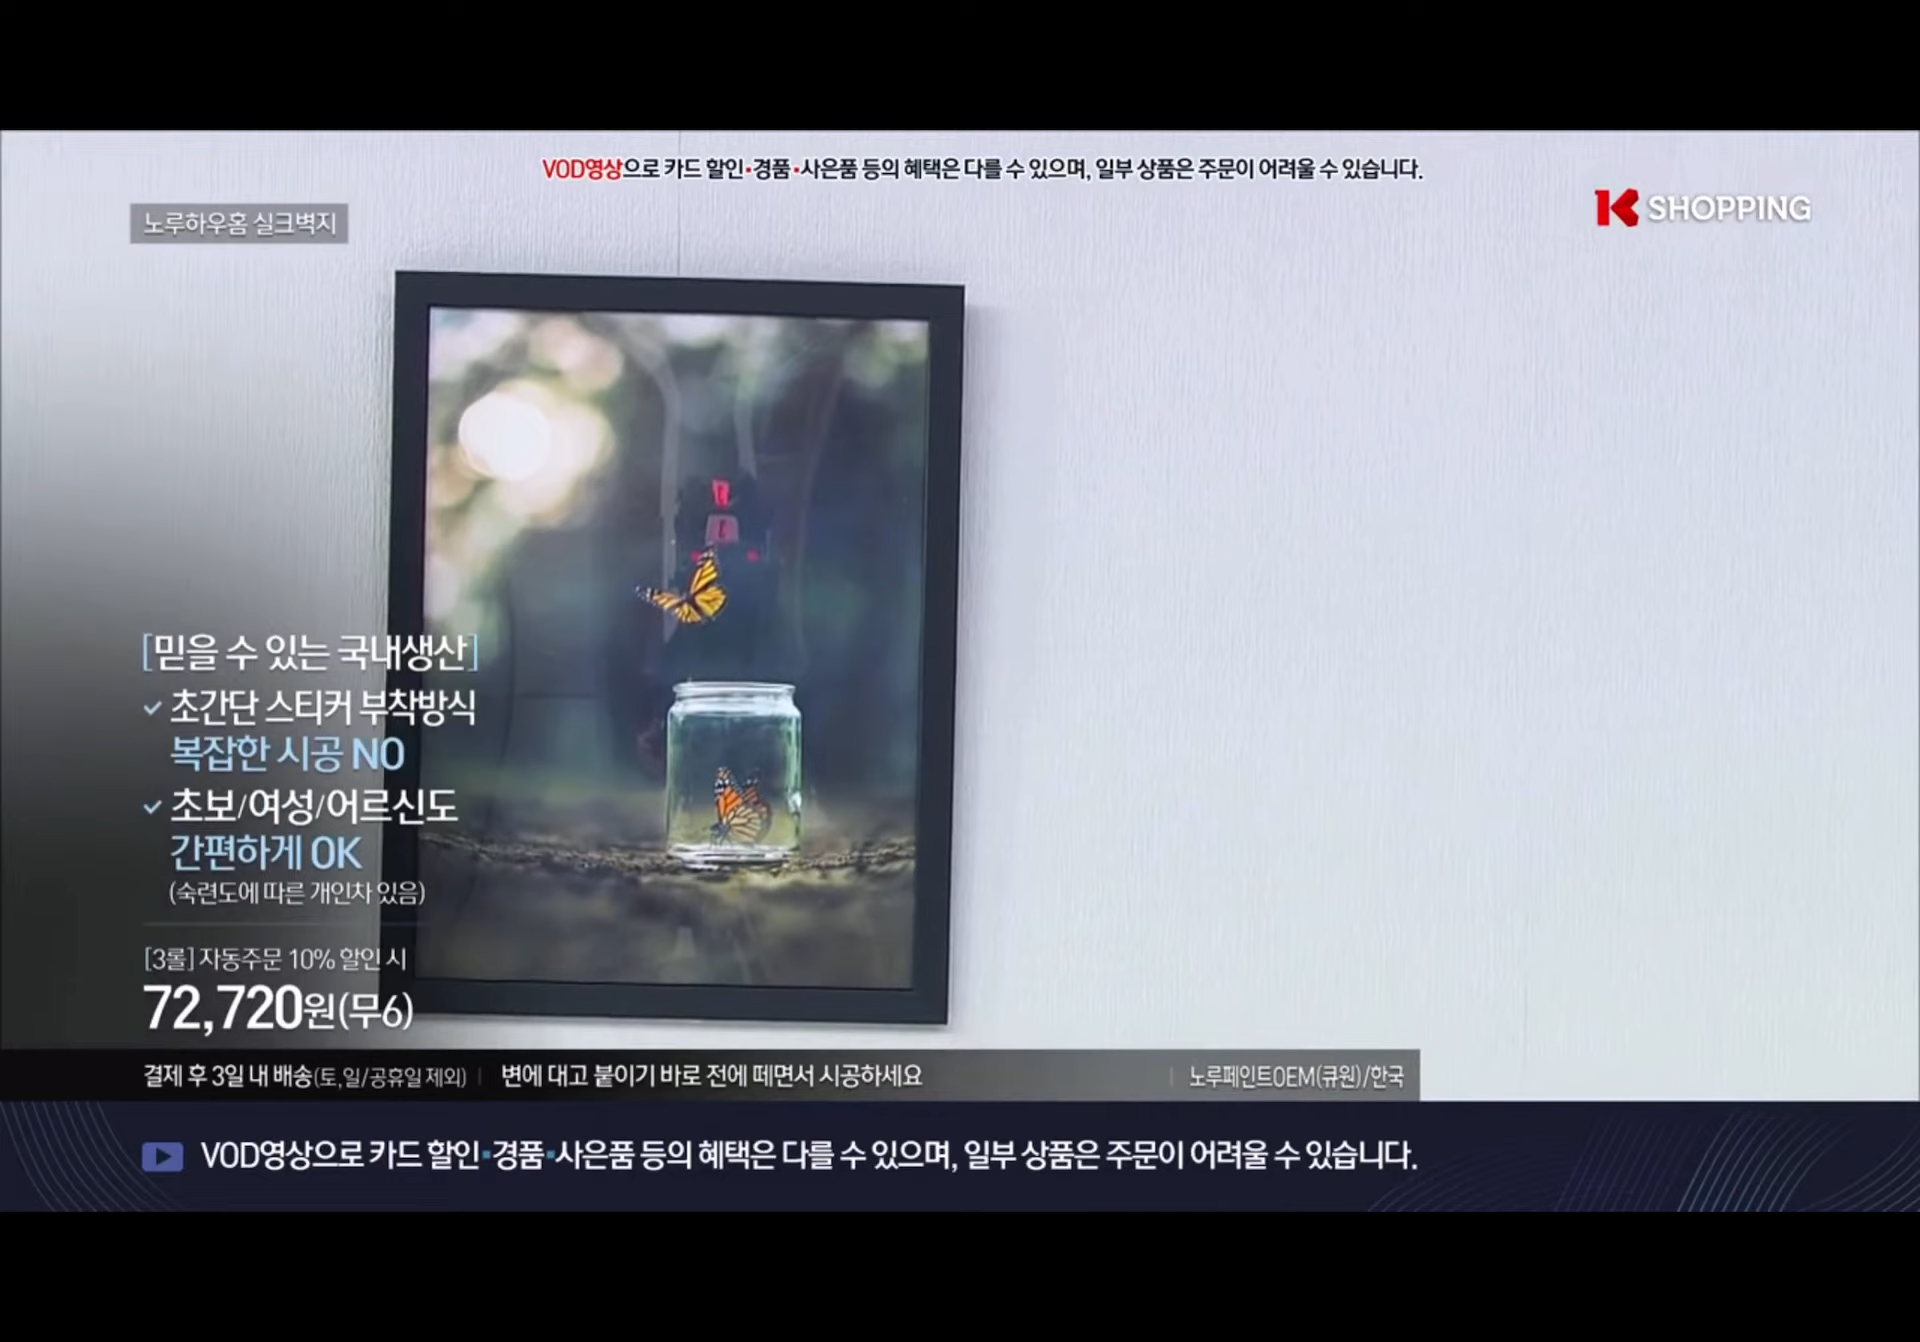 VOD영상으로 카드 할인•경품•사은품 등의 혜택은 다를 수 있으며, 일부 상품은 주문이 어려울 수 있습니다.
노루하우홈 실크벽지
K SHOPPING
[믿을 수 있는 국내생산]
초간단 스티커 부착방식
복잡한 시공 NO
초보/여성/어르신도
간편하게 OK
(숙련도에 따른 개인차 있음)
[3롤] 자동주문 10% 할인 시
72,720원(무6)
결제 후 3일 내 배송(토,일/공휴일 제외) | 변에 대고 붙이기 바로 전에 떼면서 시공하세요 | 노루페인트OEM(큐원)/한국
VOD영상으로 카드 할인•경품•사은품 등의 혜택은 다를 수 있으며, 일부 상품은 주문이 어려울 수 있습니다.